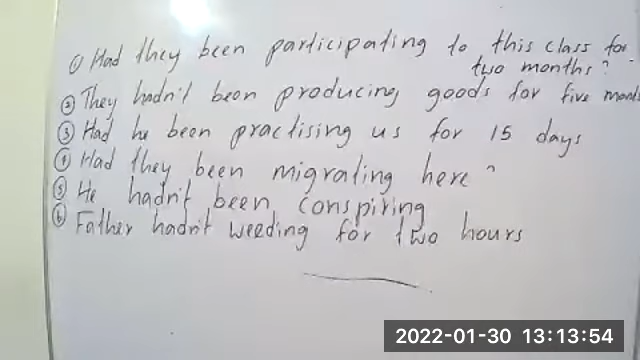 ① Had they been participating to this class for
two months?
② They hadn't been producing goods for five
③ Had he been practising us for 15 days
④ Had they been migrating here?
⑤ He hadn't been conspiring
⑥ Father hadn't weeding for two hours
2022-01-30 13:13:54